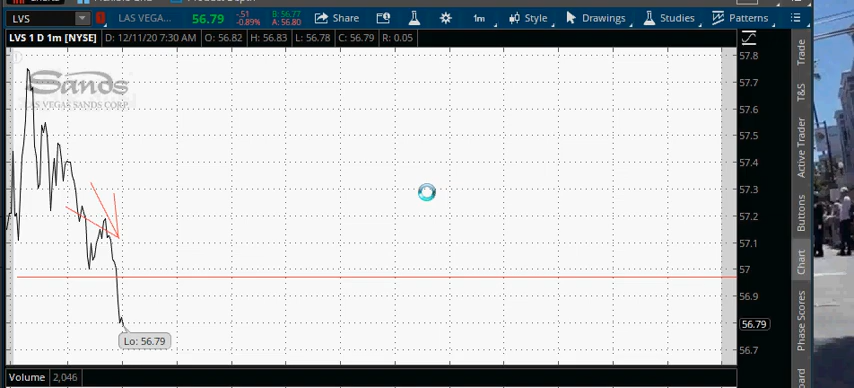 LVS
LAS VEGA...
56.79
-.51
-0.89%
B: 56.77
A: 56.80
Share
1m
Style
Drawings
Studies
Patterns
LVS 1 D 1m [NYSE]
D: 12/11/20 7:30 AM
O: 56.82
H: 56.83
L: 56.78
C: 56.79
R: 0.05
Sands
LAS VEGAS SANDS CORP.
57.8
57.7
57.6
57.5
57.4
57.3
57.2
57.1
57
56.9
56.79
56.7
Lo: 56.79
Trade
T&S
Active Trader
Buttons
Chart
Phase Scores
Volume
2,046